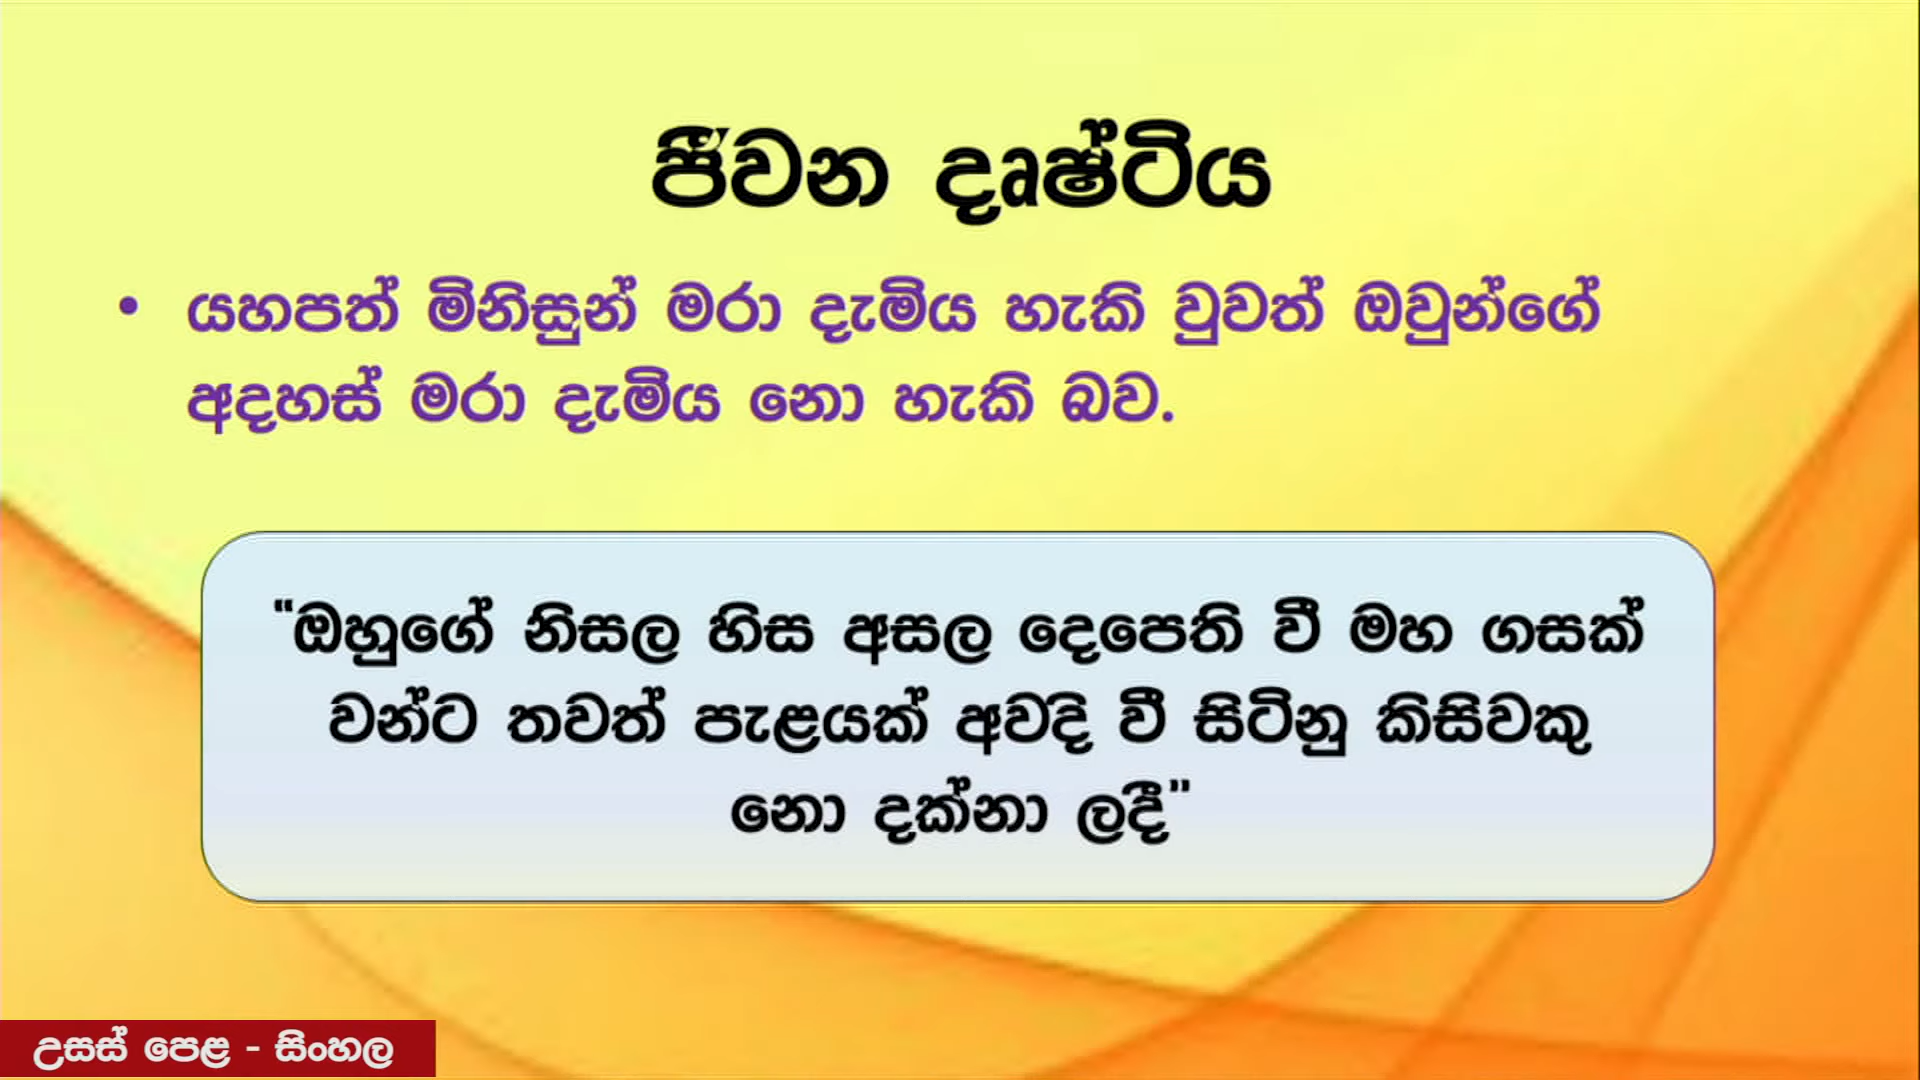 ජීවන දෘෂ්ටිය
• යහපත් මිනිසුන් මරා දැමිය හැකි වුවත් ඔවුන්ගේ
අදහස් මරා දැමිය නො හැකි බව.
“ඔහුගේ නිසල හිස අසල දෙපෙති වී මහ ගසක්
වන්ට තවත් පැළයක් අවදි වී සිටිනු කිසිවකු
නො දක්නා ලදී”
උසස් පෙළ - සිංහල